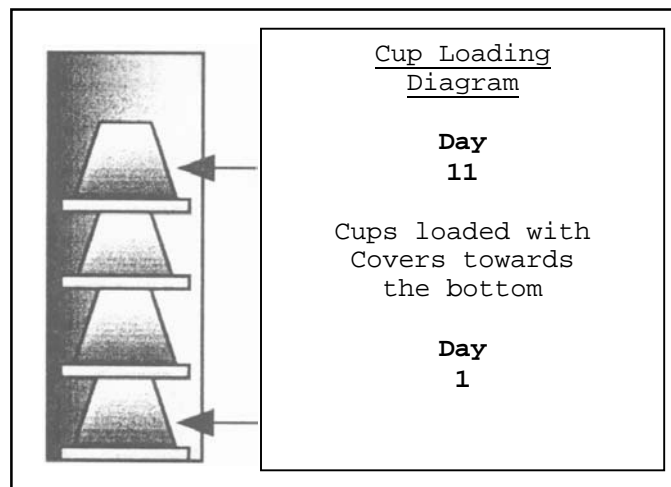 Cup Loading
Diagram
Day
11
Cups loaded with
Covers towards
the bottom
Day
1